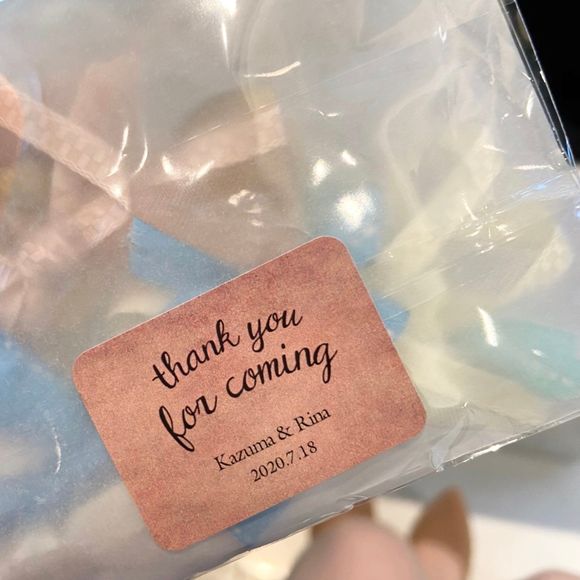 thank you
for coming
Kazuma & Rina
2020.7.18